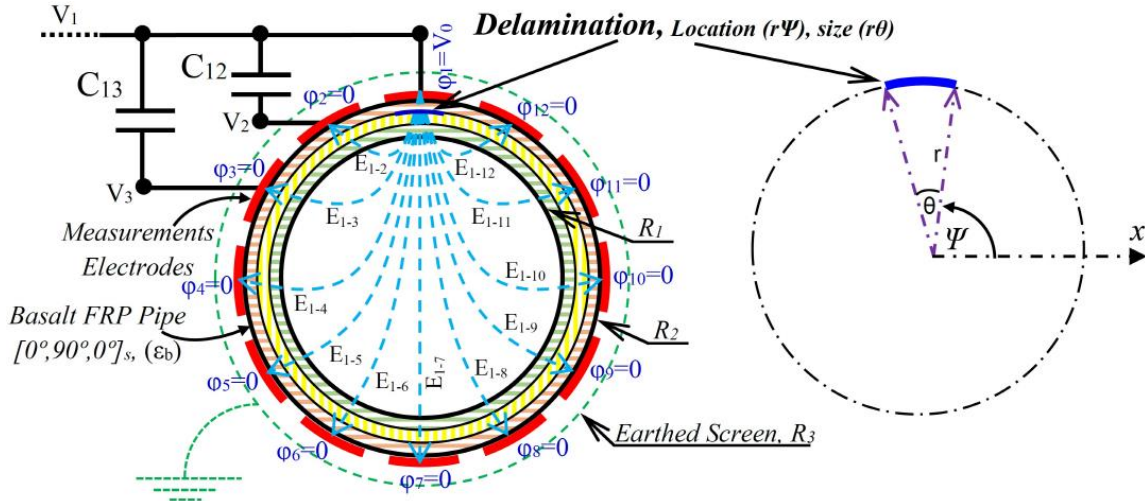 V1
C13
C12
V2
V3
φ1=V0
φ2=0
φ3=0
φ4=0
φ5=0
φ6=0
φ7=0
φ8=0
φ9=0
φ10=0
φ11=0
φ12=0
E1-2
E1-3
E1-4
E1-5
E1-6
E1-7
E1-8
E1-9
E1-10
E1-11
E1-12
Delamination, Location (rΨ), size (rθ)
Measurements
Electrodes
Basalt FRP Pipe
[0º,90º,0º]s, (εb)
R1
R2
Earthed Screen, R3
r
θ
Ψ
x